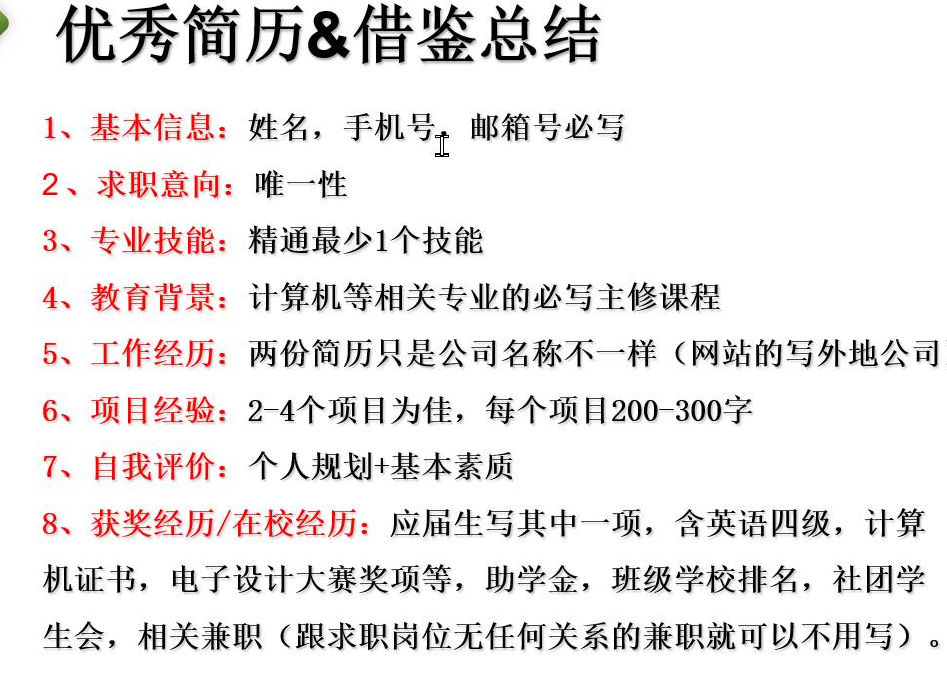 优秀简历&借鉴总结
1、基本信息：姓名，手机号，邮箱号必写
2、求职意向：唯一性
3、专业技能：精通最少1个技能
4、教育背景：计算机等相关专业的必写主修课程
5、工作经历：两份简历只是公司名称不一样（网站的写外地公司
6、项目经验：2-4个项目为佳，每个项目200-300字
7、自我评价：个人规划+基本素质
8、获奖经历/在校经历：应届生写其中一项，含英语四级，计算
机证书，电子设计大赛奖项等，助学金，班级学校排名，社团学
生会，相关兼职（跟求职岗位无任何关系的兼职就可以不用写）。